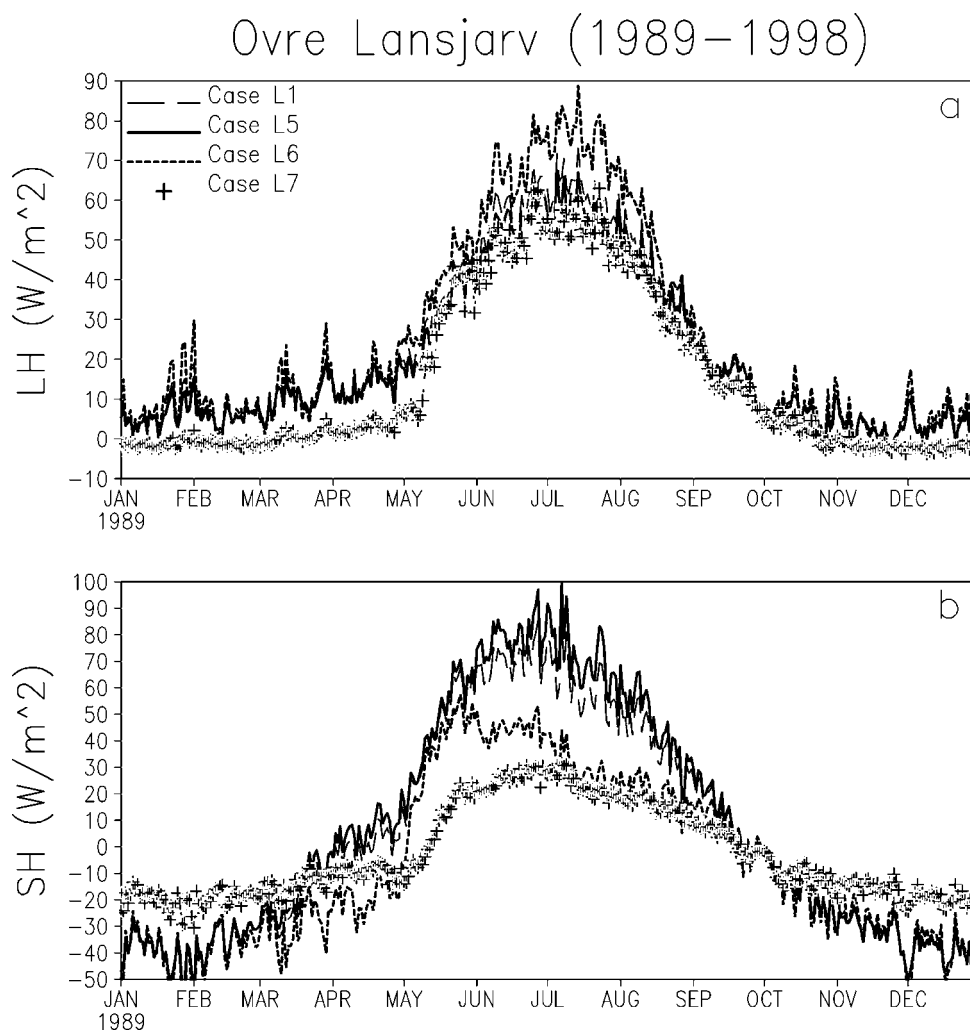 Ovre Lansjarv (1989-1998)
a
Case L1
Case L5
Case L6
Case L7
LH (W/m^2)
90
80
70
60
50
40
30
20
10
0
-10
JAN FEB MAR APR MAY JUN JUL AUG SEP OCT NOV DEC
1989
b
SH (W/m^2)
100
90
80
70
60
50
40
30
20
10
0
-10
-20
-30
-40
-50
JAN FEB MAR APR MAY JUN JUL AUG SEP OCT NOV DEC
1989